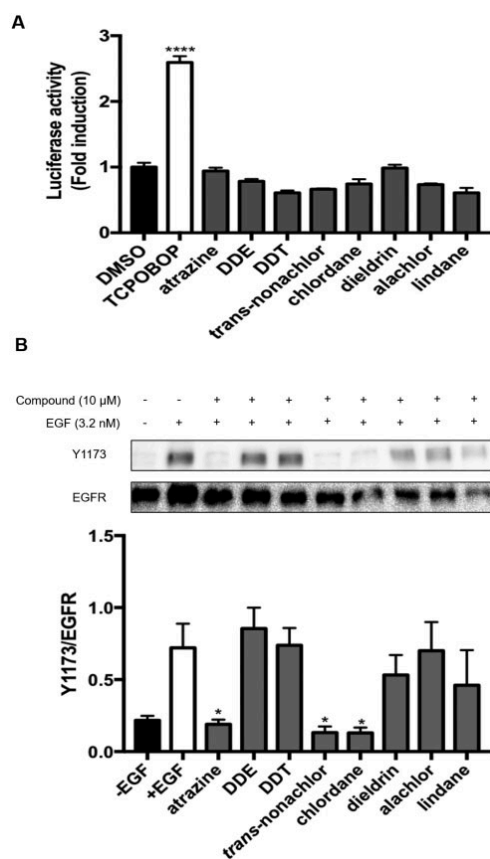 A
Luciferase activity
(Fold induction)
3
2
1
0
****
DMSO
TCPOBOP
atrazine
DDE
DDT
trans-nonachlor
chlordane
dieldrin
alachlor
lindane
B
Compound (10 µM) - - + + + + + + + +
EGF (3.2 nM) - + + + + + + + + +
Y1173
EGFR
Y1173/EGFR
1.5
1.0
0.5
0.0
* * *
-EGF
+EGF
atrazine
DDE
DDT
trans-nonachlor
chlordane
dieldrin
alachlor
lindane